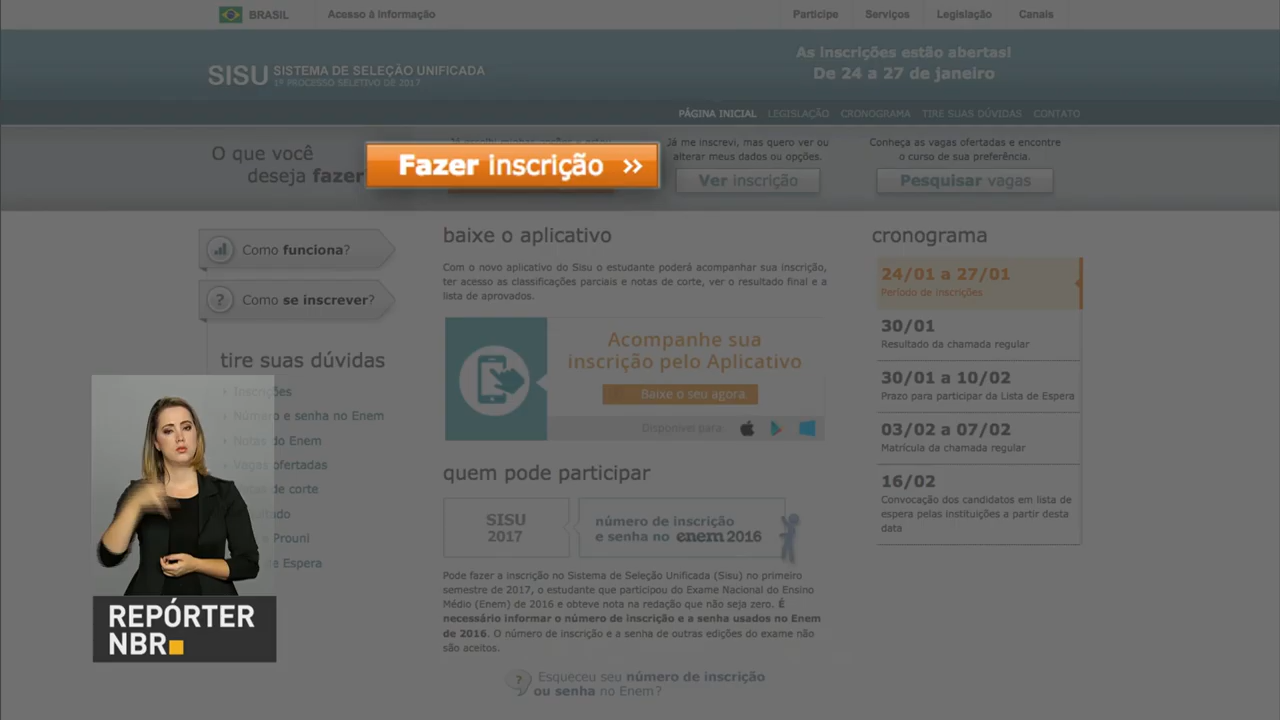 BRASIL
Acesso à informação
Participe
Serviços
Legislação
Canais
SISU SISTEMA DE SELEÇÃO UNIFICADA
1º PROCESSO SELETIVO DE 2017
As inscrições estão abertas!
De 24 a 27 de janeiro
PÁGINA INICIAL
LEGISLAÇÃO
CRONOGRAMA
TIRE SUAS DÚVIDAS
CONTATO
O que você
deseja fazer
Fazer inscrição »
Já me inscrevi, mas quero ver ou
alterar meus dados ou opções.
Ver inscrição
Conheça as vagas ofertadas e encontre
o curso de sua preferência.
Pesquisar vagas
Como funciona?
Como se inscrever?
tire suas dúvidas
Inscrições
Número e senha no Enem
Notas do Enem
Vagas ofertadas
de corte
e Prouni
de Espera
baixe o aplicativo
Com o novo aplicativo do Sisu o estudante poderá acompanhar sua inscrição,
ter acesso as classificações parciais e notas de corte, ver o resultado final e a
lista de aprovados.
Acompanhe sua
inscrição pelo Aplicativo
Baixe o seu agora.
Disponível para:
quem pode participar
SISU
2017
número de inscrição
e senha no enem 2016
Pode fazer a inscrição no Sistema de Seleção Unificada (Sisu) no primeiro
semestre de 2017, o estudante que participou do Exame Nacional do Ensino
Médio (Enem) de 2016 e obteve nota na redação que não seja zero. É
necessário informar o número de inscrição e a senha usados no Enem
de 2016. O número de inscrição e a senha de outras edições do exame não
são aceitos.
Esqueceu seu número de inscrição
ou senha no Enem?
cronograma
24/01 a 27/01
Período de inscrições
30/01
Resultado da chamada regular
30/01 a 10/02
Prazo para participar da Lista de Espera
03/02 a 07/02
Matrícula da chamada regular
16/02
Convocação dos candidatos em lista de
espera pelas instituições a partir desta
data
REPÓRTER
NBR